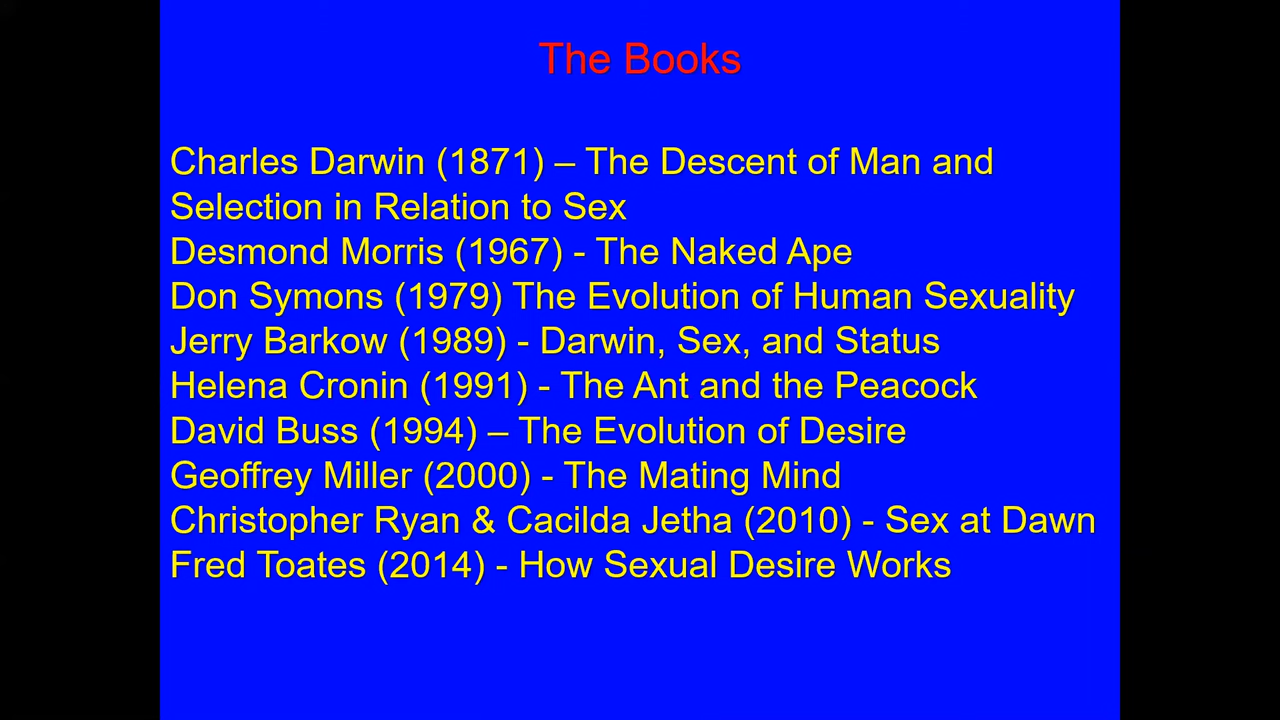 The Books
Charles Darwin (1871) – The Descent of Man and
Selection in Relation to Sex
Desmond Morris (1967) - The Naked Ape
Don Symons (1979) The Evolution of Human Sexuality
Jerry Barkow (1989) - Darwin, Sex, and Status
Helena Cronin (1991) - The Ant and the Peacock
David Buss (1994) – The Evolution of Desire
Geoffrey Miller (2000) - The Mating Mind
Christopher Ryan & Cacilda Jetha (2010) - Sex at Dawn
Fred Toates (2014) - How Sexual Desire Works